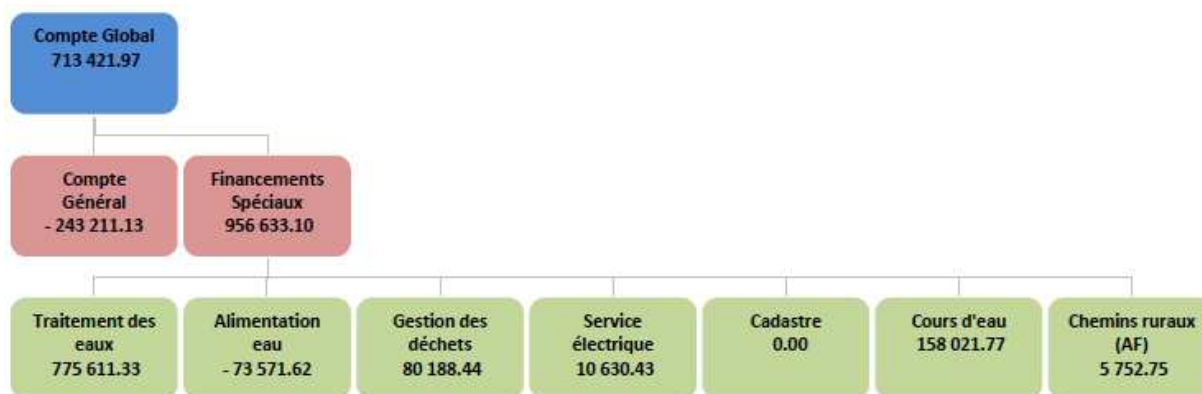 Compte Global
713 421.97
Compte
Général
- 243 211.13
Financements
Spéciaux
956 633.10
Traitement des
eaux
775 611.33
Alimentation
eau
- 73 571.62
Gestion des
déchets
80 188.44
Service
électrique
10 630.43
Cadastre
0.00
Cours d'eau
158 021.77
Chemins ruraux
(AF)
5 752.75